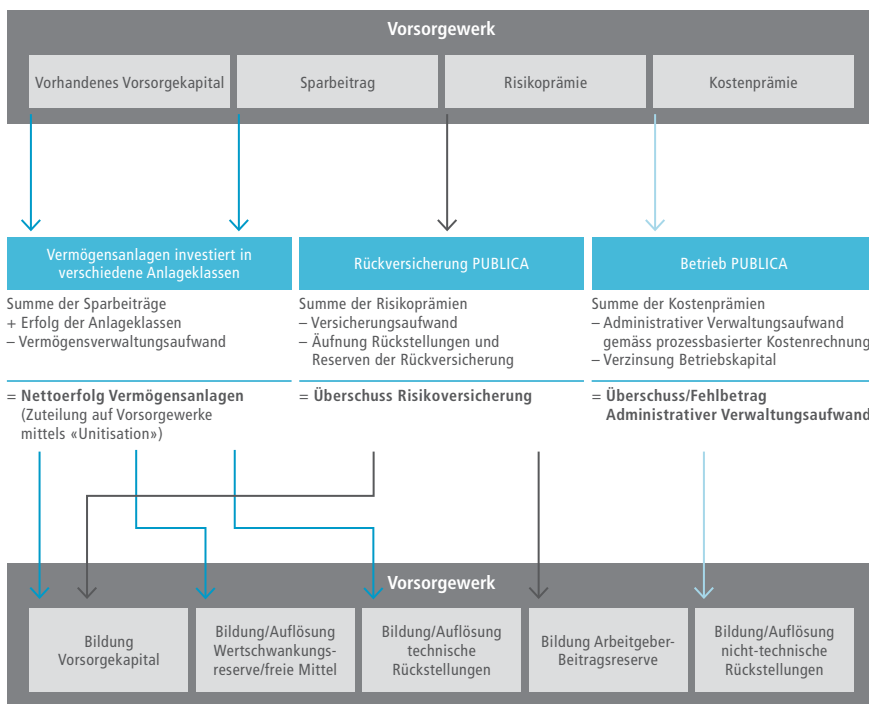 Vorsorgewerk
Vorhandenes Vorsorgekapital
Sparbeitrag
Risikoprämie
Kostenprämie
Vermögensanlagen investiert in
verschiedene Anlageklassen
Summe der Sparbeiträge
+ Erfolg der Anlageklassen
– Vermögensverwaltungsaufwand
= Nettoerfolg Vermögensanlagen
(Zuteilung auf Vorsorgewerke
mittels «Unitisation»)
Rückversicherung PUBLICA
Summe der Risikoprämien
– Versicherungsaufwand
– Äufnung Rückstellungen und
Reserven der Rückversicherung
= Überschuss Risikoversicherung
Betrieb PUBLICA
Summe der Kostenprämien
– Administrativer Verwaltungsaufwand
gemäss prozessbasierter Kostenrechnung
– Verzinsung Betriebskapital
= Überschuss/Fehlbetrag
Administrativer Verwaltungsaufwand
Vorsorgewerk
Bildung
Vorsorgekapital
Bildung/Auflösung
Wertschwankungs-
reserve/freie Mittel
Bildung/Auflösung
technische
Rückstellungen
Bildung Arbeitgeber-
Beitragsreserve
Bildung/Auflösung
nicht-technische
Rückstellungen